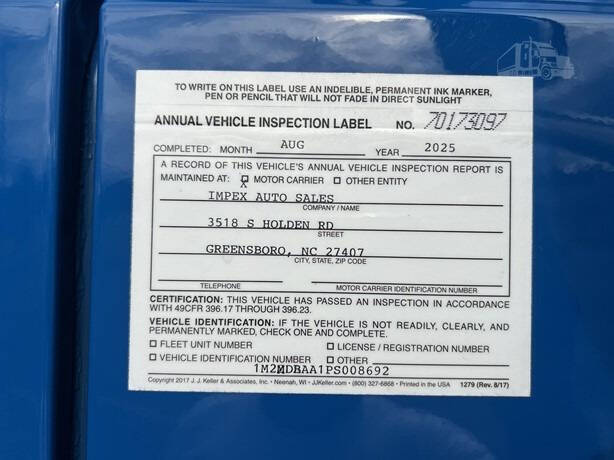 TO WRITE ON THIS LABEL USE AN INDELIBLE, PERMANENT INK MARKER,
PEN OR PENCIL THAT WILL NOT FADE IN DIRECT SUNLIGHT
ANNUAL VEHICLE INSPECTION LABEL NO. 70173097
COMPLETED: MONTH AUG YEAR 2025
A RECORD OF THIS VEHICLE'S ANNUAL VEHICLE INSPECTION REPORT IS
MAINTAINED AT: X MOTOR CARRIER □ OTHER ENTITY
IMPEX AUTO SALES
COMPANY / NAME
3518 S HOLDEN RD
STREET
GREENSBORO, NC 27407
CITY, STATE, ZIP CODE
TELEPHONE MOTOR CARRIER IDENTIFICATION NUMBER
CERTIFICATION: THIS VEHICLE HAS PASSED AN INSPECTION IN ACCORDANCE
WITH 49CFR 396.17 THROUGH 396.23.
VEHICLE IDENTIFICATION: IF THE VEHICLE IS NOT READILY, CLEARLY, AND
PERMANENTLY MARKED, CHECK ONE AND COMPLETE.
□ FLEET UNIT NUMBER □ LICENSE / REGISTRATION NUMBER
□ VEHICLE IDENTIFICATION NUMBER □ OTHER
1M2MDBAA1PS008692
Copyright 2017 J. J. Keller & Associates, Inc. • Neenah, WI • JJKeller.com • (800) 327-6868 • Printed in the USA 1279 (Rev. 8/17)